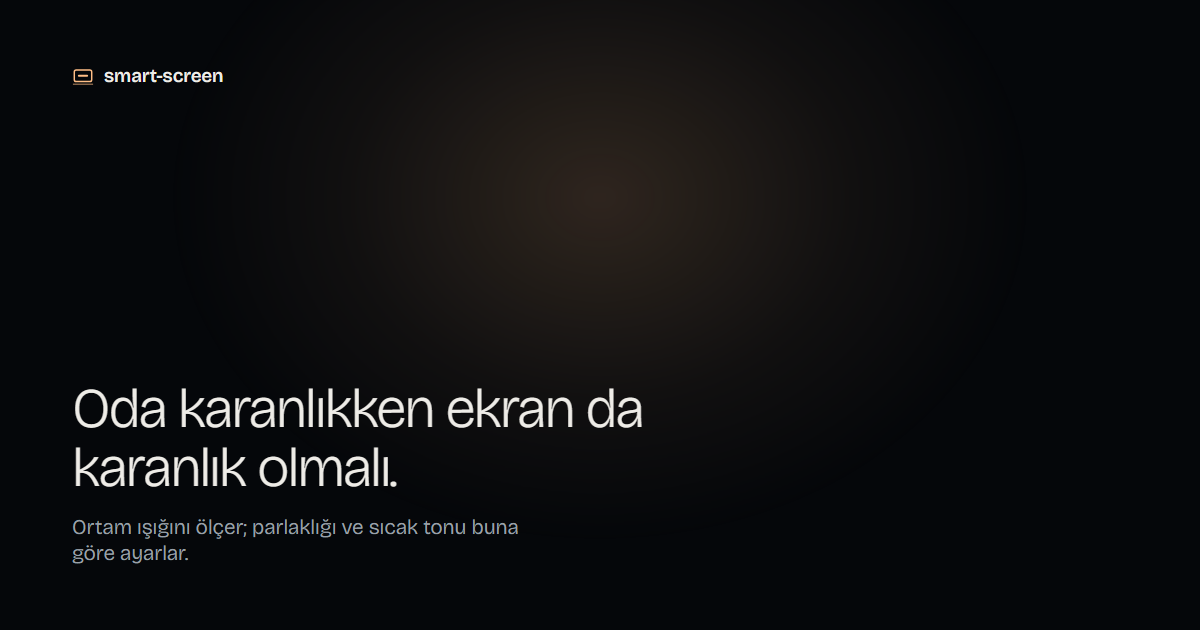 smart-screen
Oda karanlıkken ekran da
karanlık olmalı.
Ortam ışığını ölçer; parlaklığı ve sıcak tonu buna
göre ayarlar.